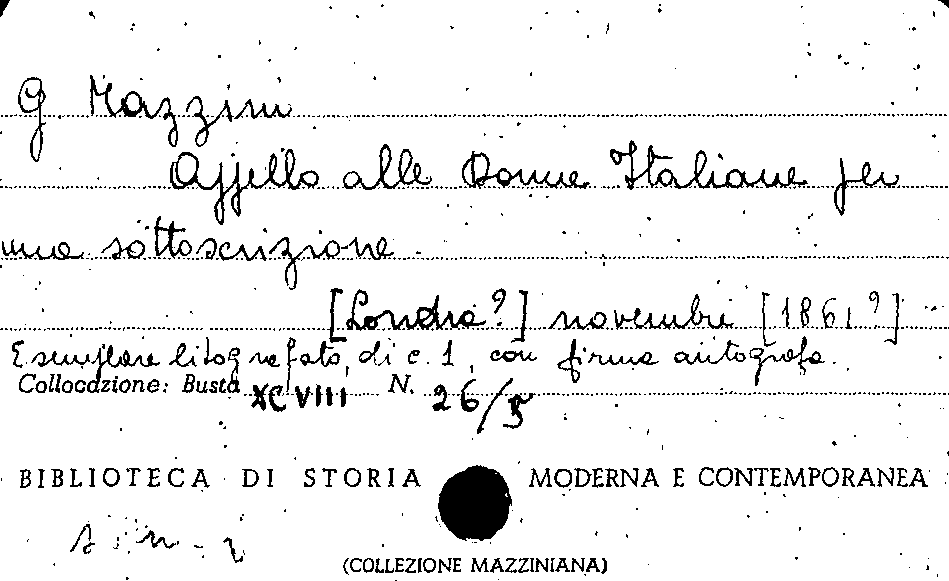 G. Mazzini
Appello alle Donne Italiane per
una sottoscrizione.
[Londra?] novembre [1861?]
Esemplare litografato, di c. 1, con firma autografa.
Collocazione: Busta XCVIII N. 26/5
BIBLIOTECA DI STORIA MODERNA E CONTEMPORANEA
(COLLEZIONE MAZZINIANA)